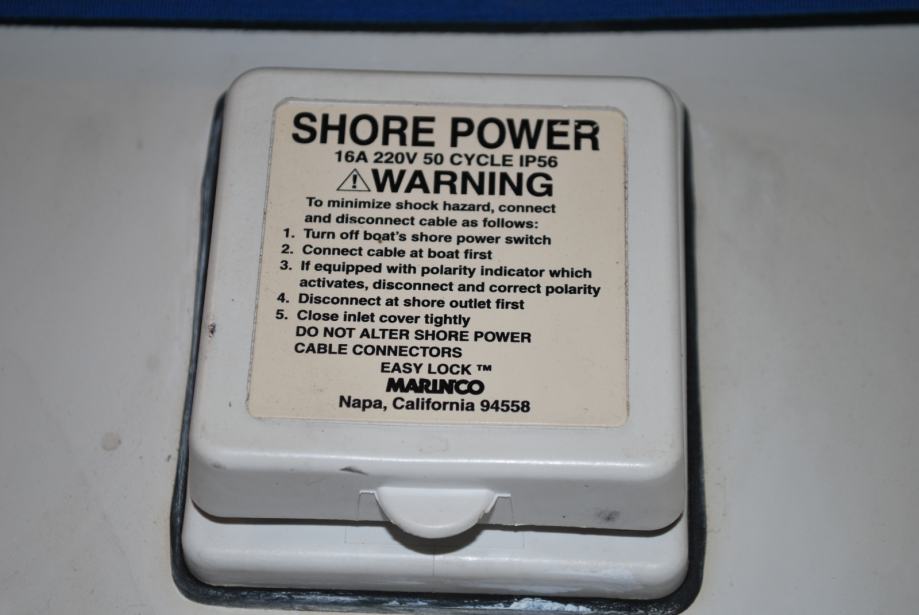 SHORE POWER
16A 220V 50 CYCLE IP56
⚠WARNING
To minimize shock hazard, connect
and disconnect cable as follows:
1. Turn off boat's shore power switch
2. Connect cable at boat first
3. If equipped with polarity indicator which
activates, disconnect and correct polarity
4. Disconnect at shore outlet first
5. Close inlet cover tightly
DO NOT ALTER SHORE POWER
CABLE CONNECTORS
EASY LOCK ™
MARINCO
Napa, California 94558